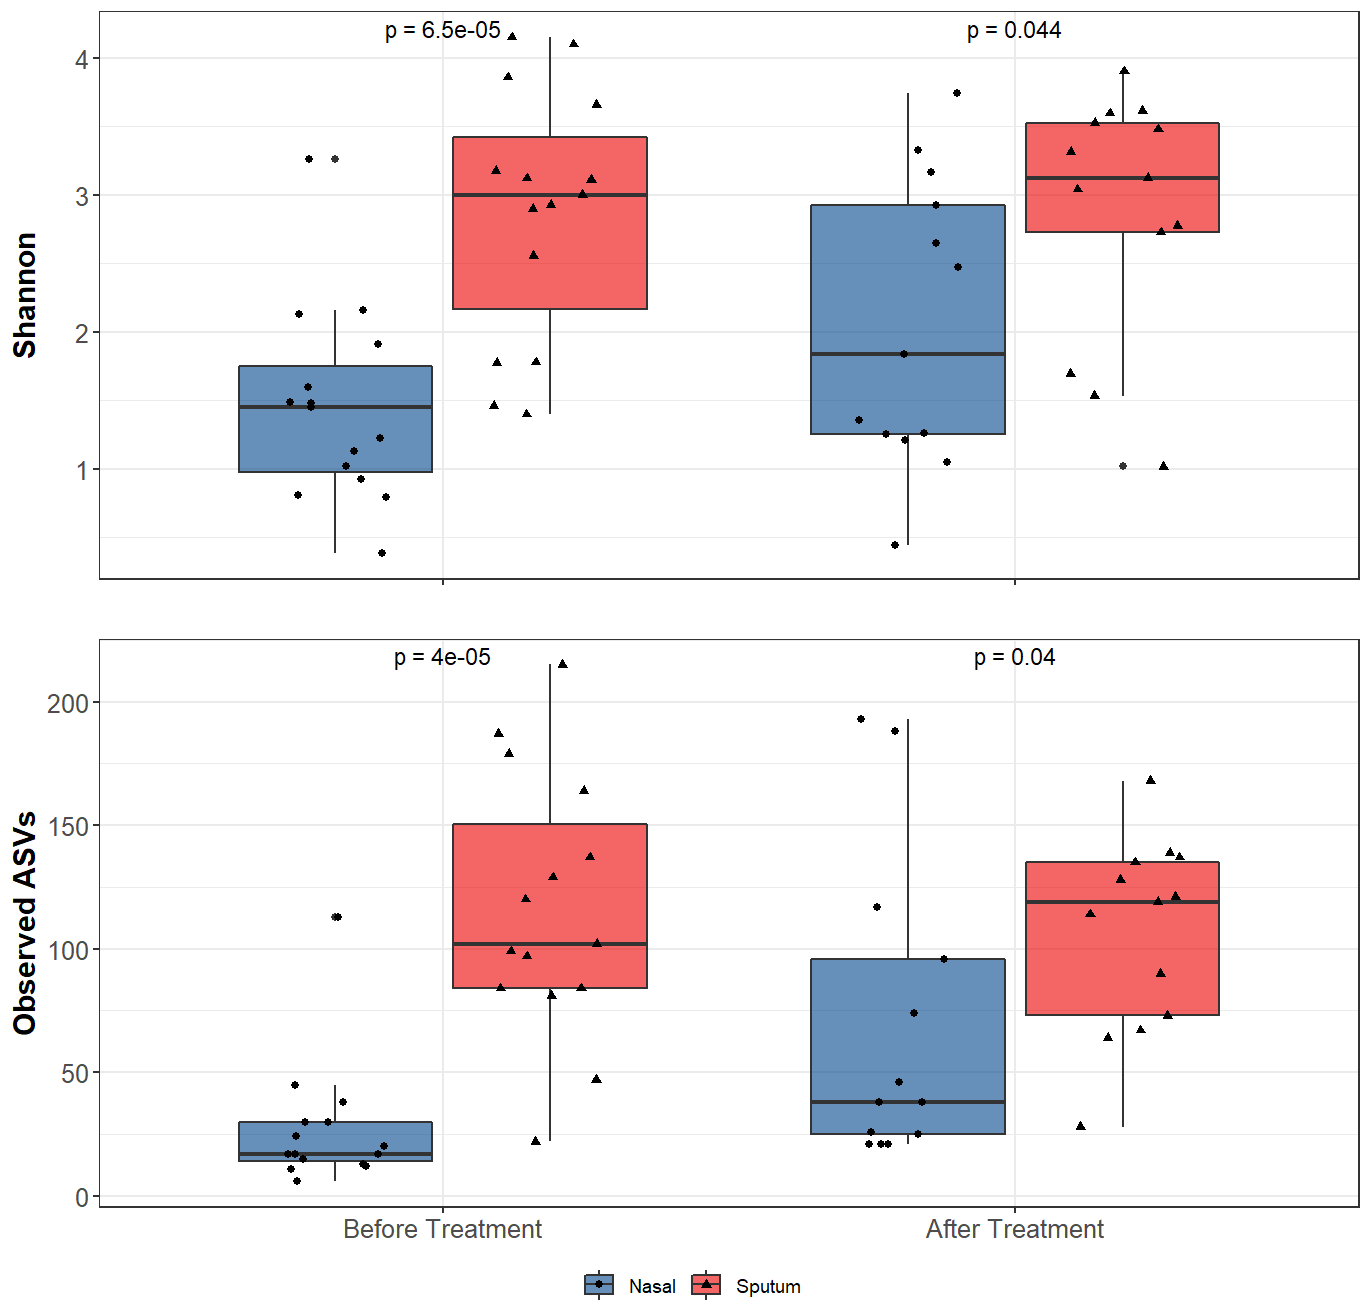 p = 6.5e-05
p = 0.044
4
3
2
1
Shannon
p = 4e-05
p = 0.04
200
150
100
50
0
Observed ASVs
Before Treatment
After Treatment
Nasal
Sputum